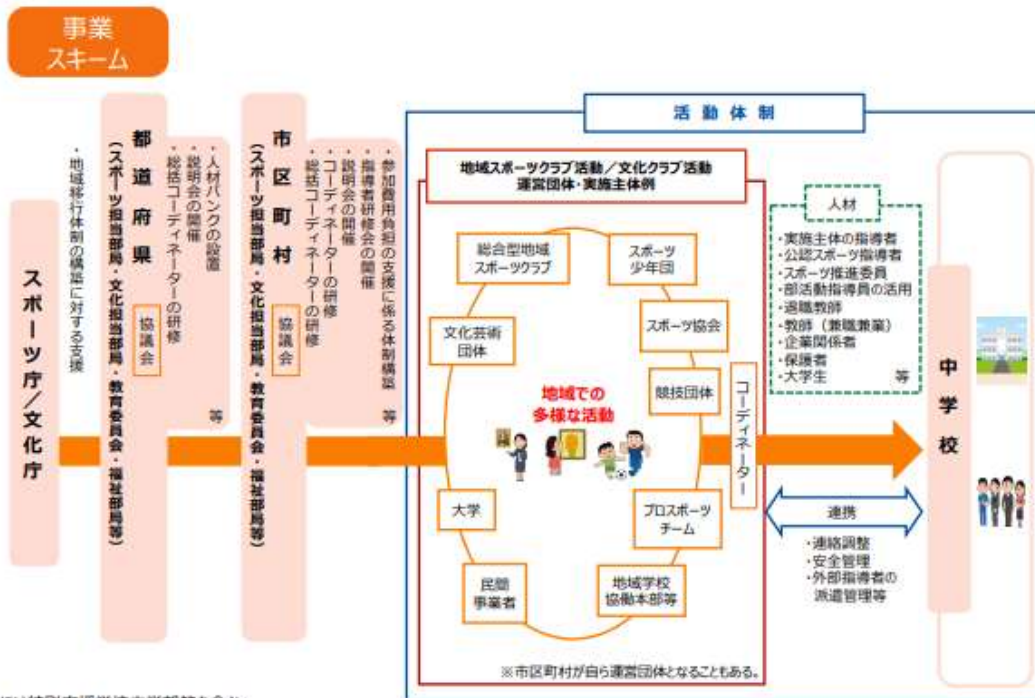 事業
スキーム
スポーツ庁/文化庁
・地域移行体制の構築に対する支援
都道府県
(スポーツ担当部局・文化担当部局・教育委員会・福祉部局等)
協議会
・人材バンクの設置
・説明会の開催
・総括コーディネーターの研修
等
市区町村
(スポーツ担当部局・文化担当部局・教育委員会・福祉部局等)
協議会
・参加費用負担の支援に係る体制構築
・指導者研修会の開催
・説明会の開催
・コーディネーターの研修
・総括コーディネーターの研修
等
活動体制
地域スポーツクラブ活動/文化クラブ活動
運営団体・実施主体例
総合型地域
スポーツクラブ
スポーツ
少年団
文化芸術
団体
スポーツ協会
競技団体
地域での
多様な活動
大学
プロスポーツ
チーム
民間
事業者
地域学校
協働本部等
※市区町村が自ら運営団体となることもある。
コーディネーター
人材
・実施主体の指導者
・公認スポーツ指導者
・スポーツ推進委員
・部活動指導員の活用
・退職教師
・教師(兼職兼業)
・企業関係者
・保護者
・大学生 等
連携
・連絡調整
・安全管理
・外部指導者の
派遣管理等
中学校